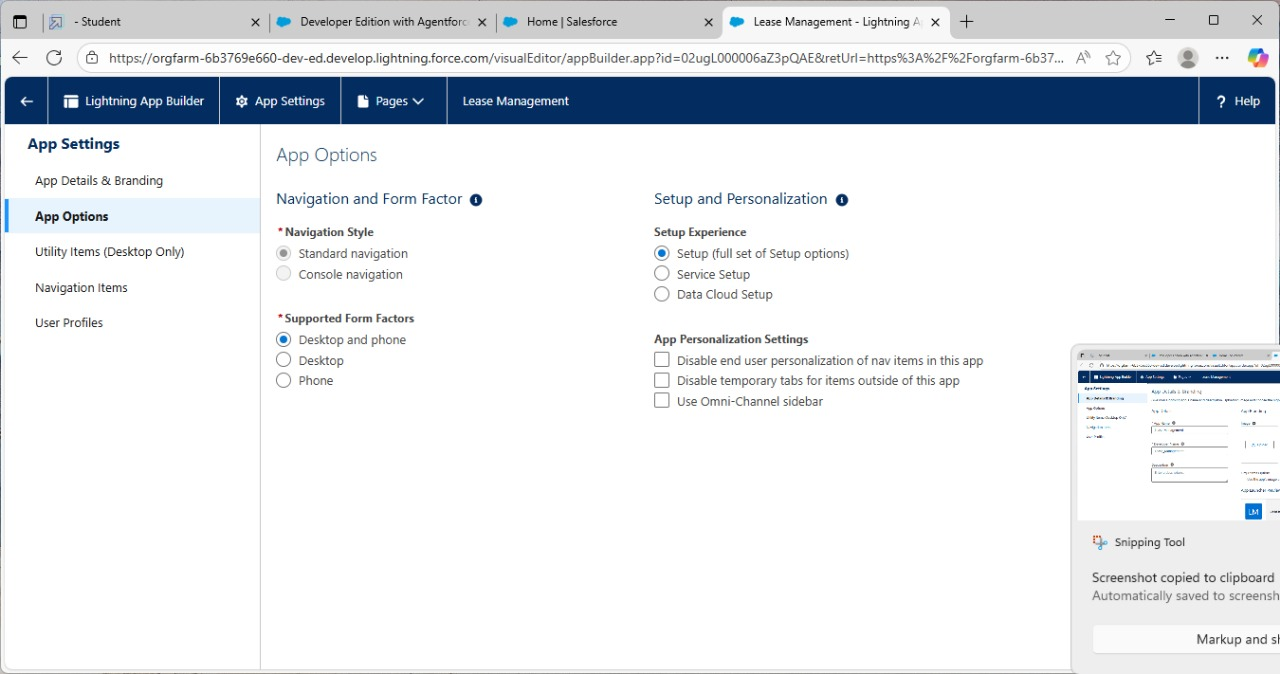 - Student
Developer Edition with Agentforc
Home | Salesforce
Lease Management - Lightning A
https://orgfarm-6b3769e660-dev-ed.develop.lightning.force.com/visualEditor/appBuilder.app?id=02ugL000006aZ3pQAE&retUrl=https%3A%2F%2Forgfarm-6b37...
Lightning App Builder
App Settings
Pages
Lease Management
? Help
App Settings
App Details & Branding
App Options
Utility Items (Desktop Only)
Navigation Items
User Profiles
App Options
Navigation and Form Factor
*Navigation Style
Standard navigation
Console navigation
*Supported Form Factors
Desktop and phone
Desktop
Phone
Setup and Personalization
Setup Experience
Setup (full set of Setup options)
Service Setup
Data Cloud Setup
App Personalization Settings
Disable end user personalization of nav items in this app
Disable temporary tabs for items outside of this app
Use Omni-Channel sidebar
LM
Snipping Tool
Screenshot copied to clipboard
Automatically saved to screensh
Markup and sh